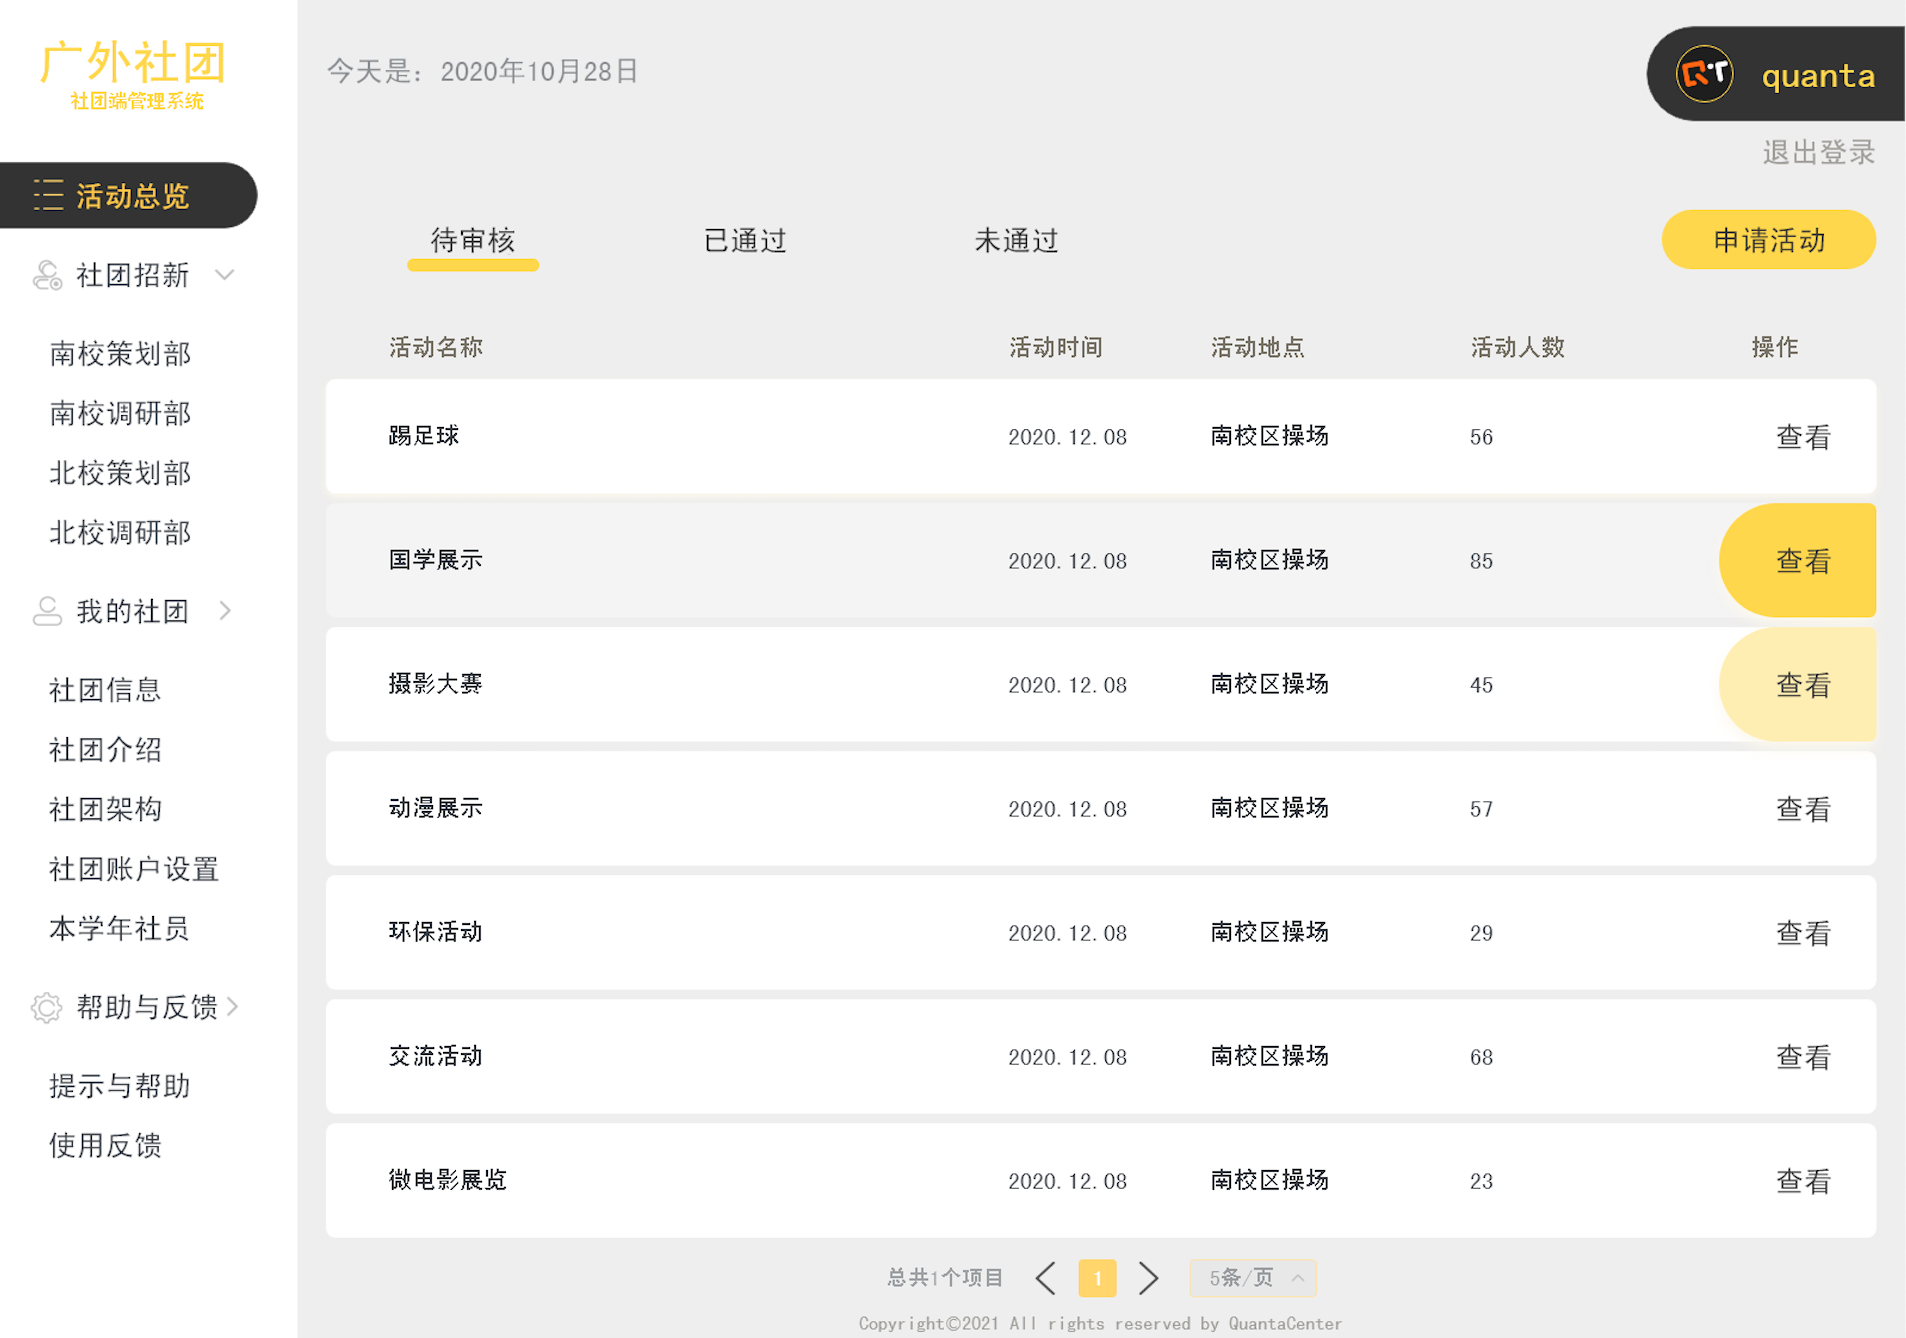 广外社团
社团端管理系统
活动总览
社团招新
南校策划部
南校调研部
北校策划部
北校调研部
我的社团
社团信息
社团介绍
社团架构
社团账户设置
本学年社员
帮助与反馈
提示与帮助
使用反馈
今天是：2020年10月28日
quanta
退出登录
待审核 已通过 未通过 申请活动
活动名称 活动时间 活动地点 活动人数 操作
踢足球 2020.12.08 南校区操场 56 查看
国学展示 2020.12.08 南校区操场 85 查看
摄影大赛 2020.12.08 南校区操场 45 查看
动漫展示 2020.12.08 南校区操场 57 查看
环保活动 2020.12.08 南校区操场 29 查看
交流活动 2020.12.08 南校区操场 68 查看
微电影展览 2020.12.08 南校区操场 23 查看
总共1个项目 1 5条/页
Copyright©2021 All rights reserved by QuantaCenter